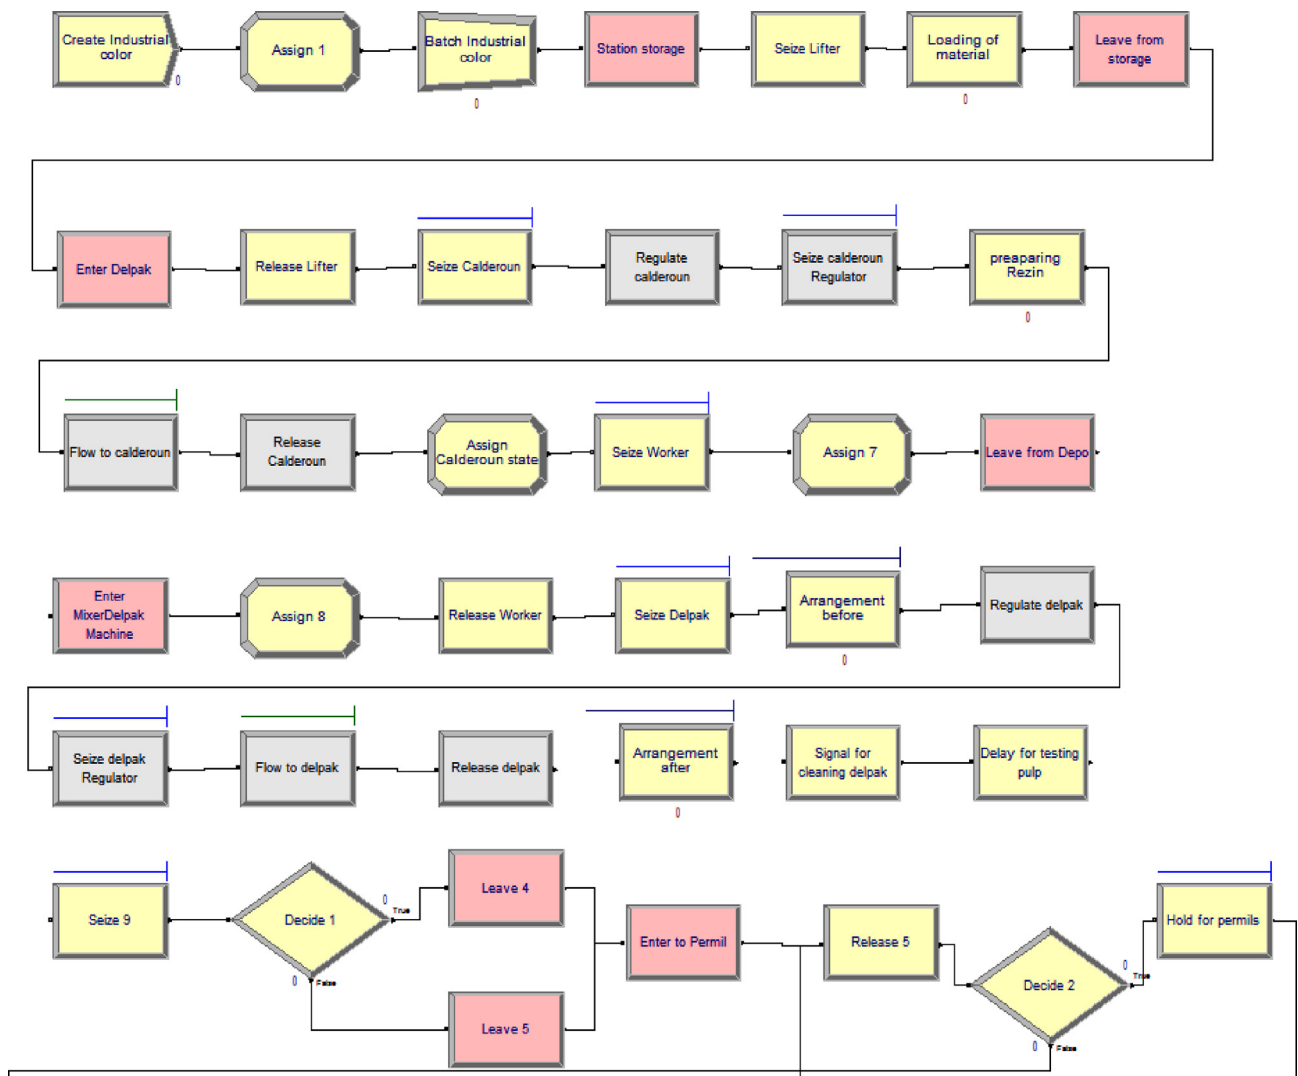 Create Industrial
color
0
Assign 1
Batch Industrial
color
0
Station storage
Seize Lifter
Loading of
material
0
Leave from
storage
Enter Delpak
Release Lifter
Seize Calderoun
Regulate
calderoun
Seize calderoun
Regulator
preaparing
Rezin
0
Flow to calderoun
Release
Calderoun
Assign
Calderoun state
Seize Worker
Assign 7
Leave from Depo
Enter
MixerDelpak
Machine
Assign 8
Release Worker
Seize Delpak
Arrangement
before
0
Regulate delpak
Seize delpak
Regulator
Flow to delpak
Release delpak
Arrangement
after
0
Signal for
cleaning delpak
Delay for testing
pulp
Seize 9
Decide 1
0
True
0
False
Leave 4
Leave 5
Enter to Permil
Release 5
Decide 2
0
True
0
False
Hold for permils